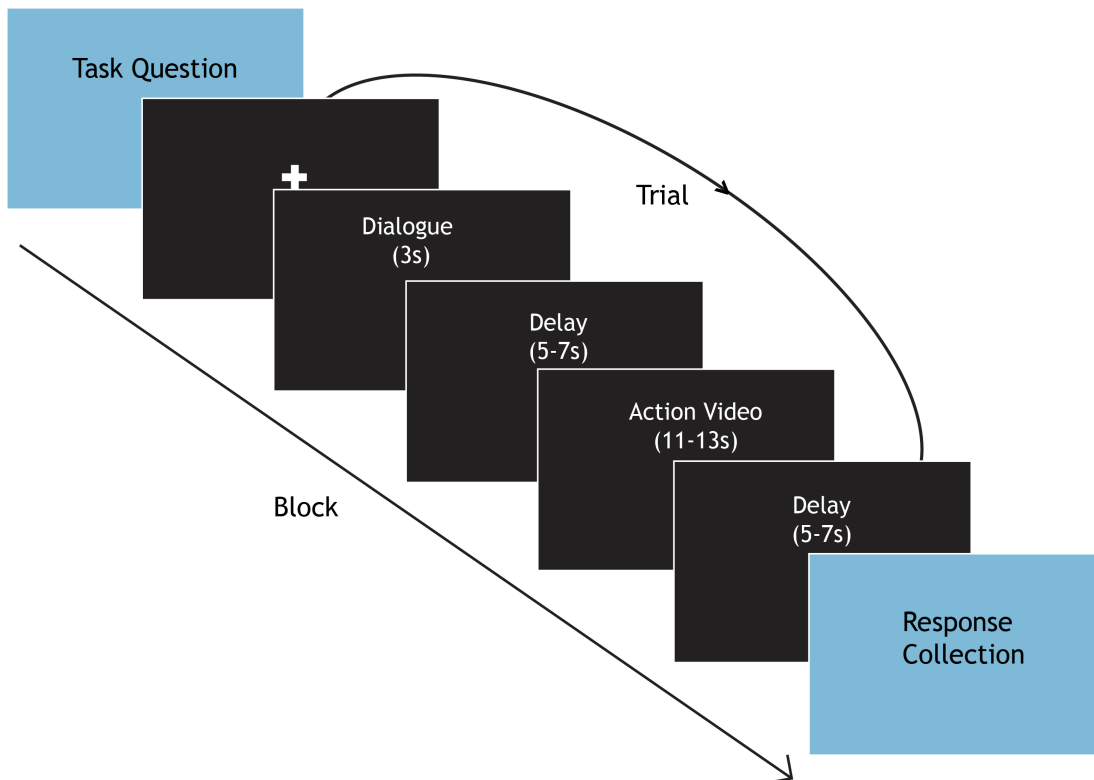 Task Question
Trial
Dialogue
(3s)
Delay
(5-7s)
Action Video
(11-13s)
Block
Delay
(5-7s)
Response
Collection